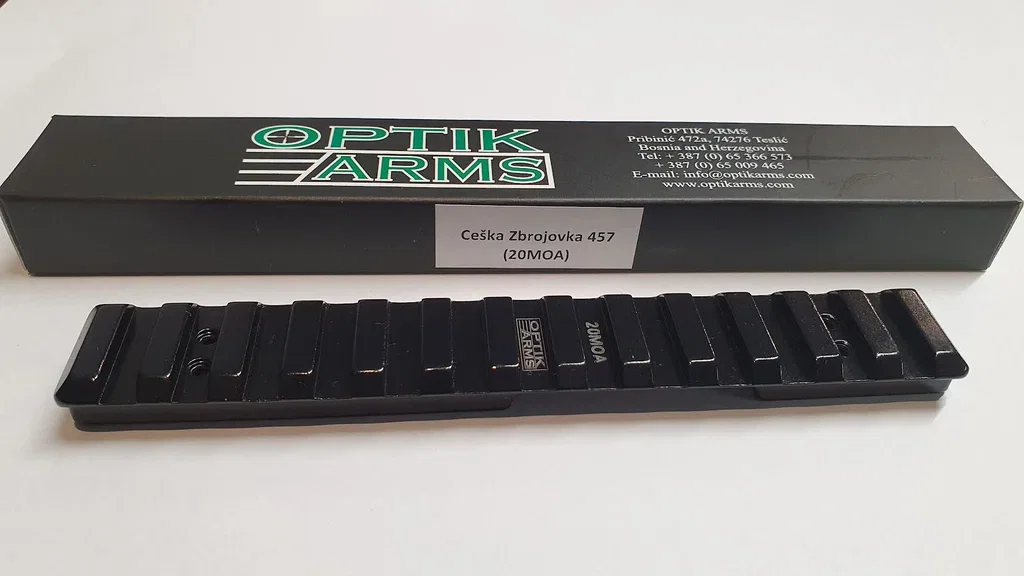 OPTIK
ARMS
OPTIK ARMS
Pribinić 472a, 74276 Teslić
Bosnia and Herzegovina
Tel: + 387 (0) 65 366 573
+ 387 (0) 65 009 465
E-mail: info@optikarms.com
www.optikarms.com
Ceška Zbrojovka 457
(20MOA)
OPTIK
ARMS
20MOA